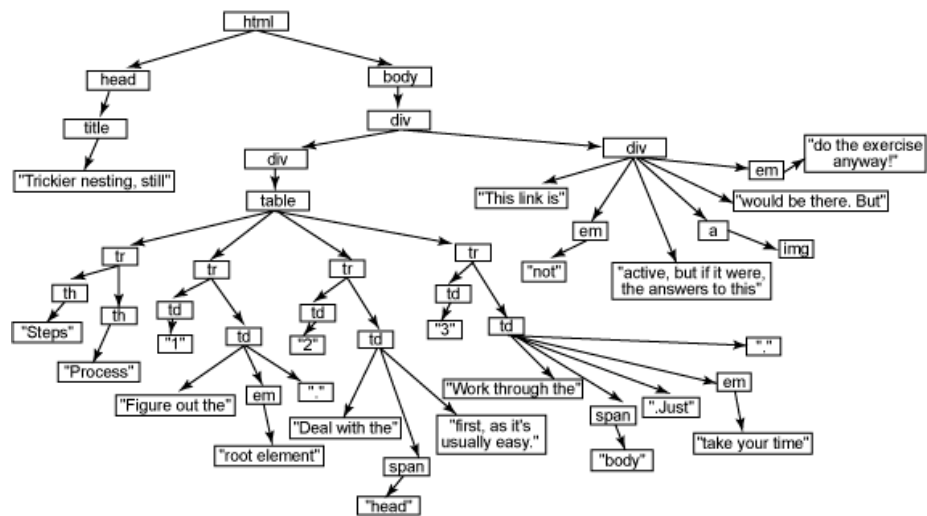 html
head
body
title
div
"Trickier nesting, still"
div
div
em
"do the exercise
anyway!"
table
"This link is"
"would be there. But"
em
a
img
"not"
"active, but if it were,
the answers to this"
tr
tr
tr
tr
th
th
td
td
td
"Steps"
"1"
"2"
"3"
"Process"
td
td
td
"."
"Figure out the"
em
"."
"root element"
"Deal with the"
"first, as it's
usually easy."
span
"head"
"Work through the"
span
".Just"
em
"body"
"take your time"